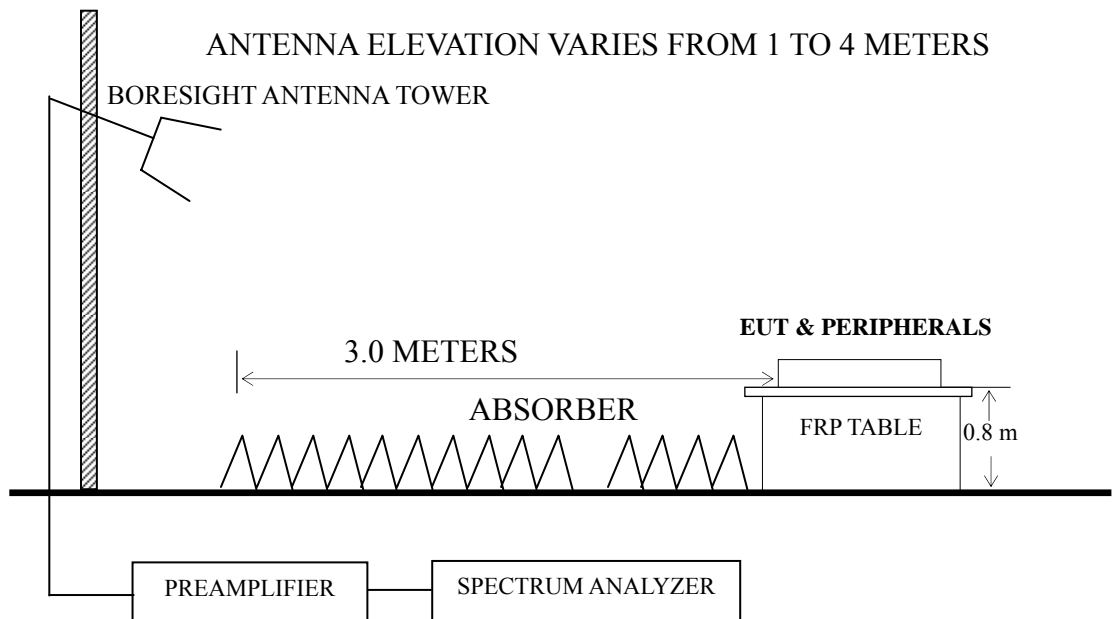 ANTENNA ELEVATION VARIES FROM 1 TO 4 METERS
BORESIGHT ANTENNA TOWER
EUT & PERIPHERALS
3.0 METERS
ABSORBER
FRP TABLE
0.8 m
PREAMPLIFIER
SPECTRUM ANALYZER